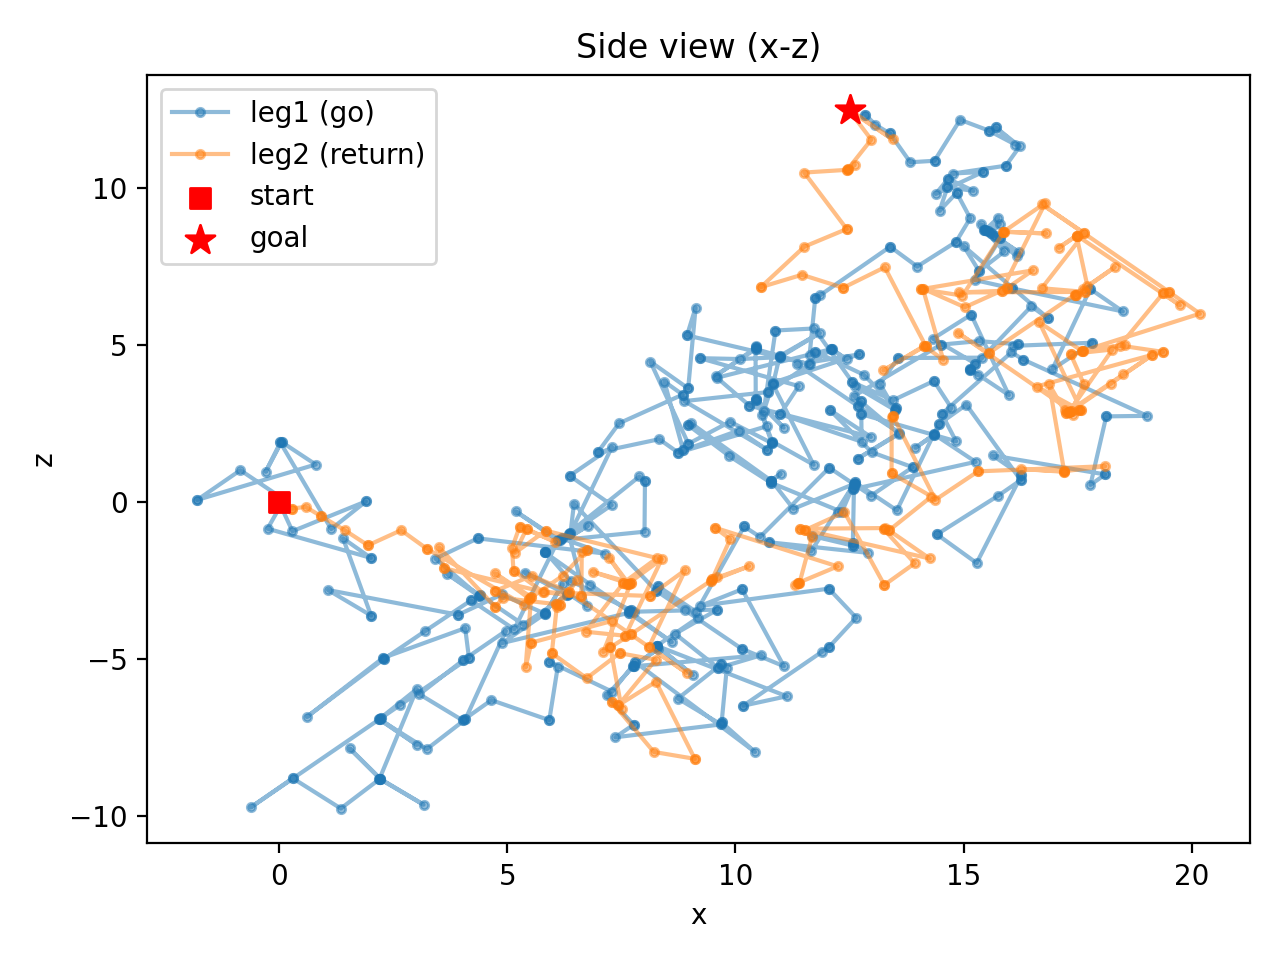 Side view (x-z)
leg1 (go)
leg2 (return)
start
goal
10
5
0
−5
−10
z
0 5 10 15 20
x